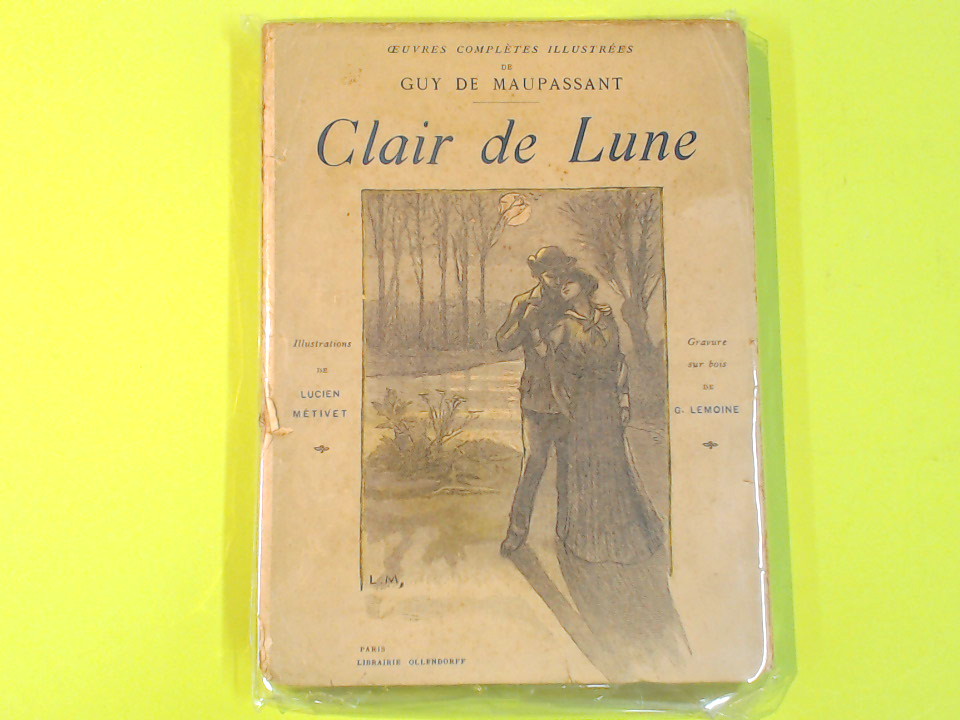 ŒUVRES COMPLÈTES ILLUSTRÉES
DE
GUY DE MAUPASSANT
Clair de Lune
Illustrations
DE
LUCIEN
MÉTIVET
Gravure
sur bois
DE
G. LEMOINE
L.M,
PARIS
LIBRAIRIE OLLENDORFF